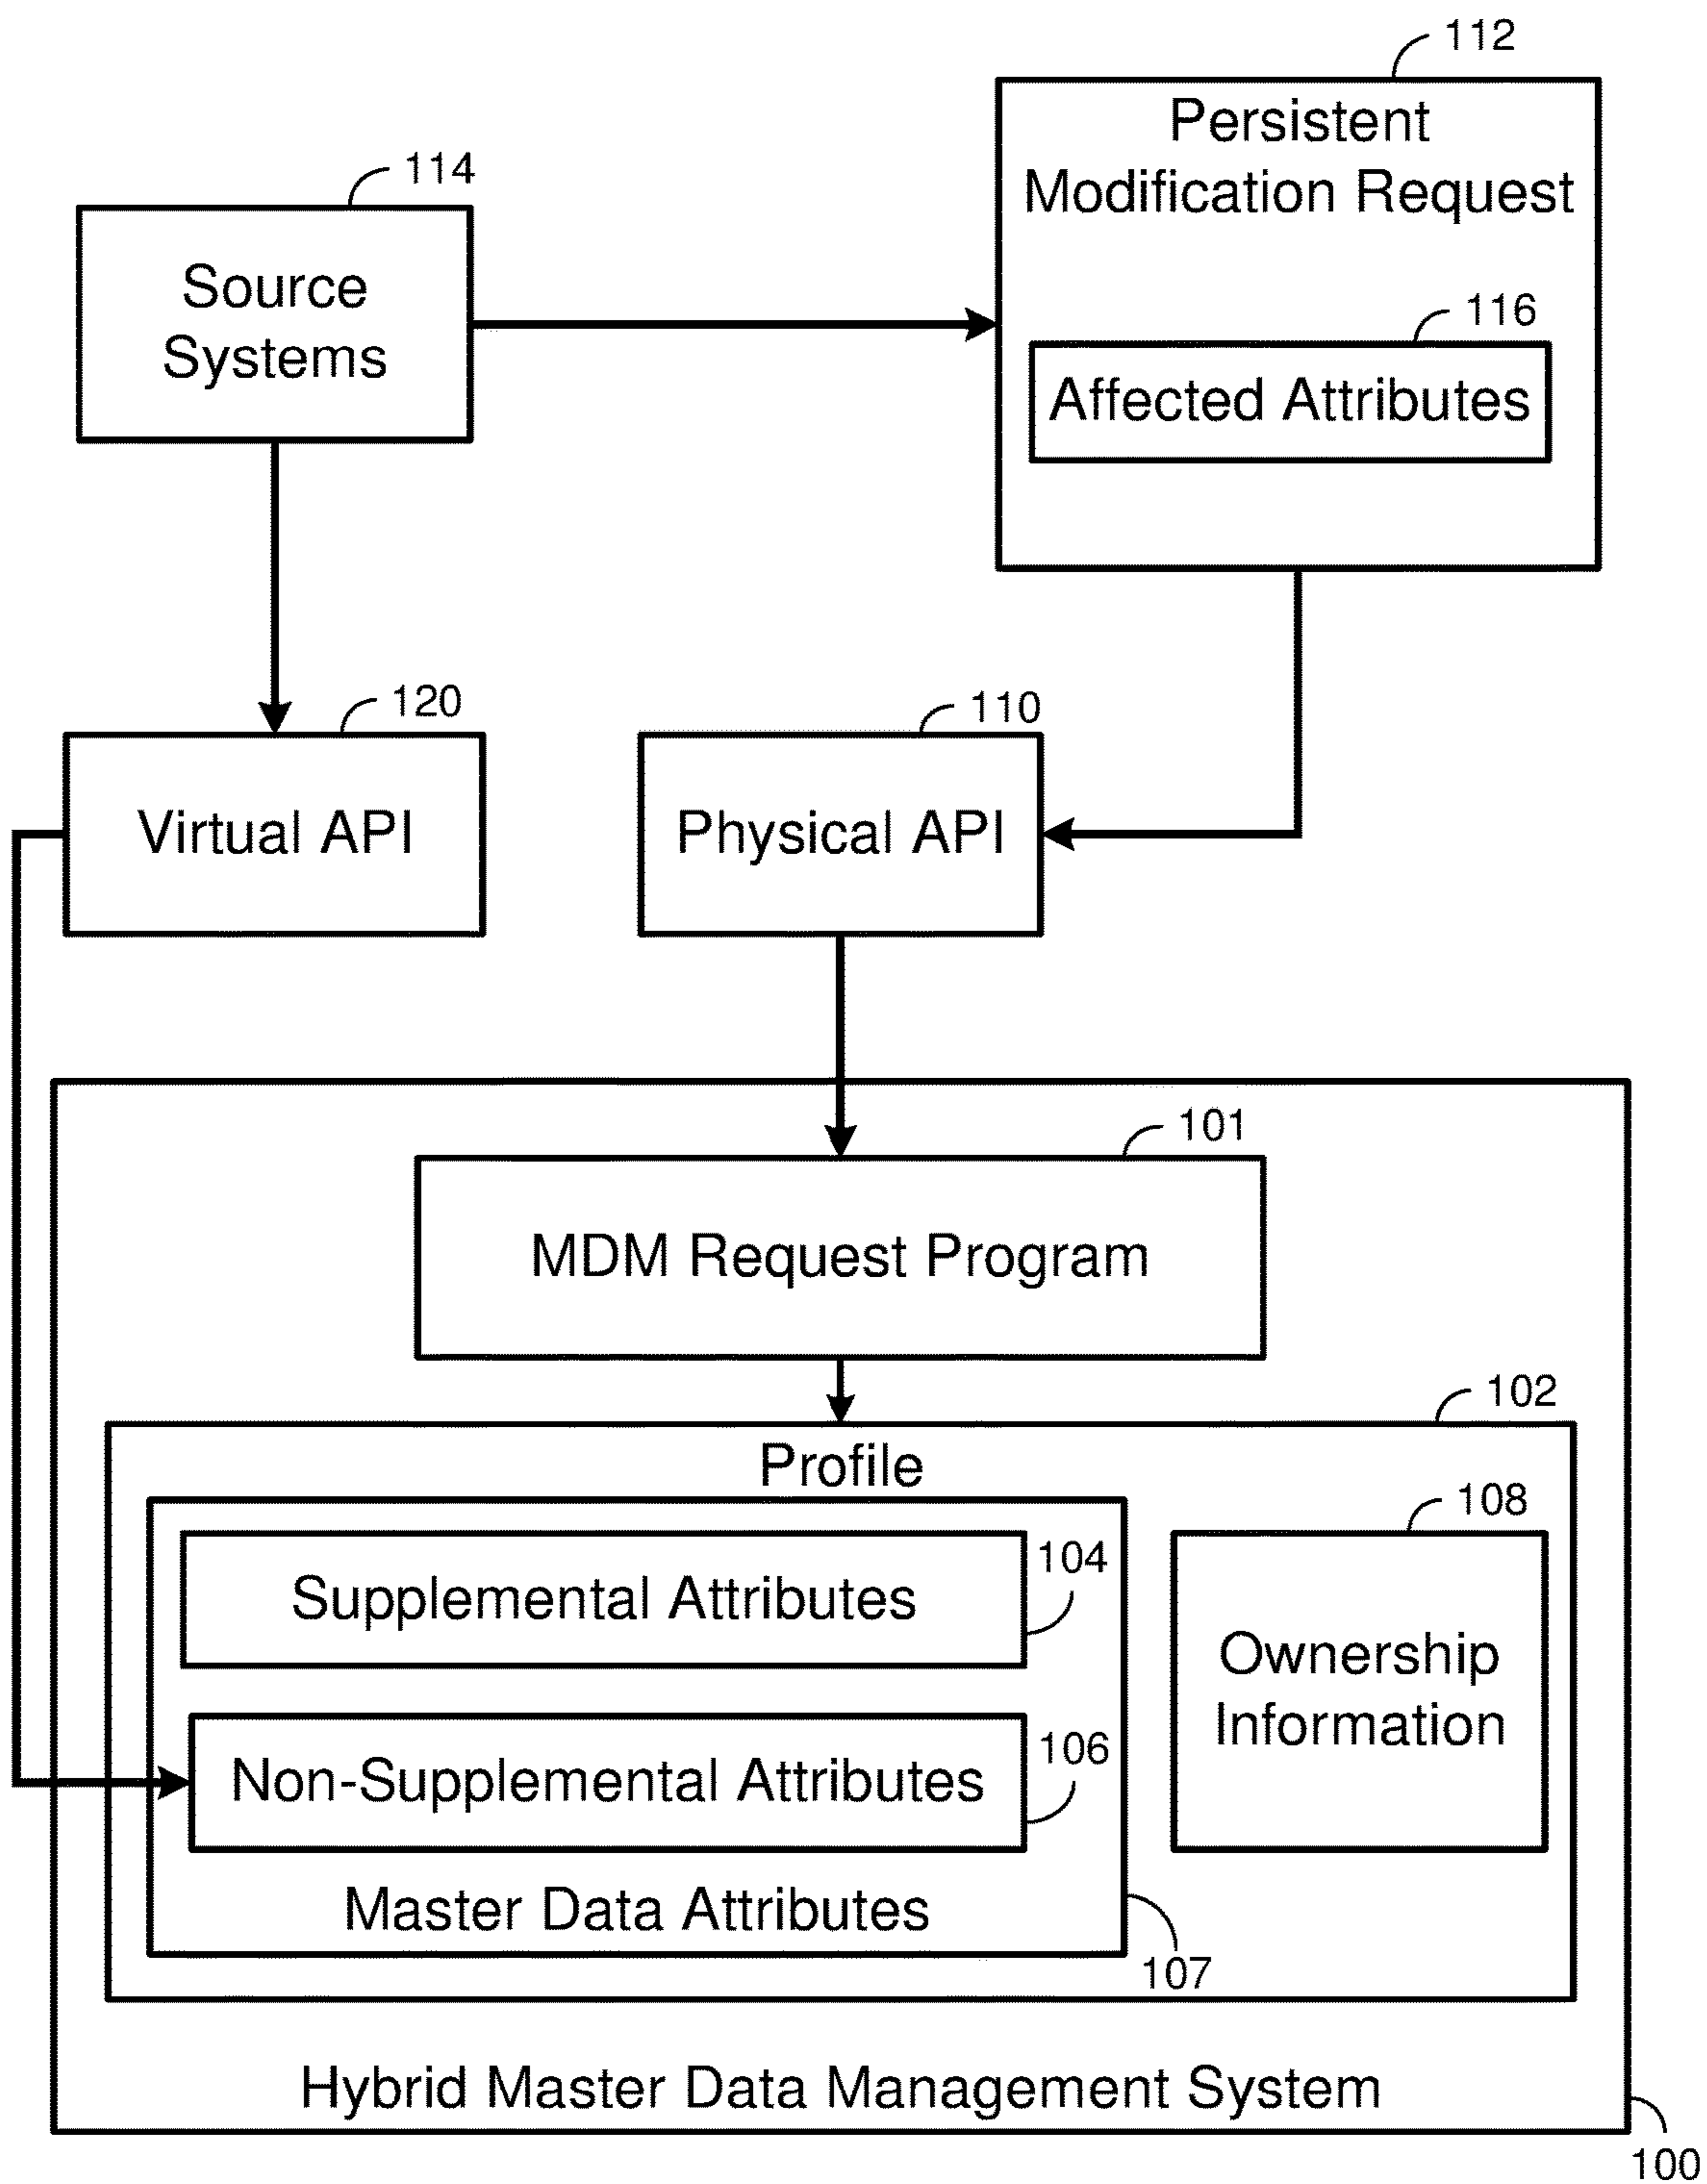 112
Persistent
Modification Request
114
Source
Systems
116
Affected Attributes
120
Virtual API
110
Physical API
101
MDM Request Program
102
Profile
108
104
Supplemental Attributes
Ownership
Information
106
Non-Supplemental Attributes
Master Data Attributes
107
Hybrid Master Data Management System
100